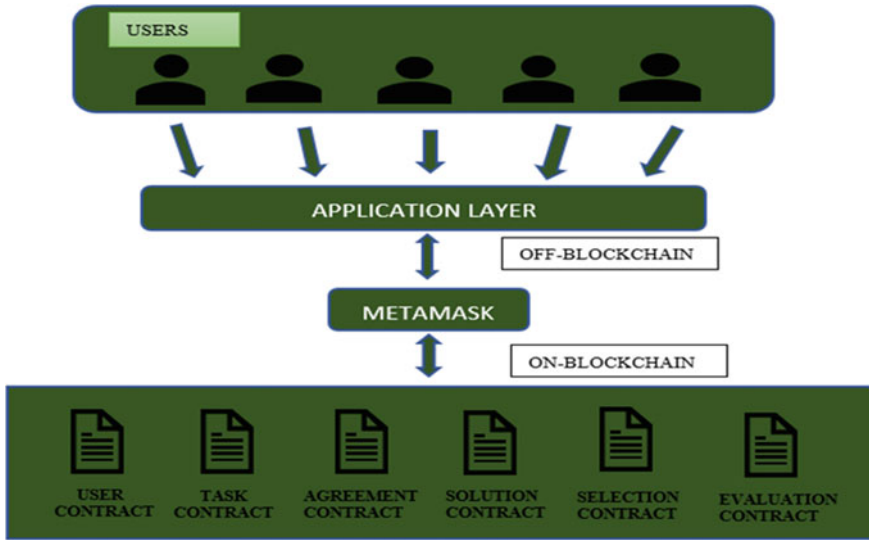 USERS
APPLICATION LAYER
OFF-BLOCKCHAIN
METAMASK
ON-BLOCKCHAIN
USER
CONTRACT
TASK
CONTRACT
AGREEMENT
CONTRACT
SOLUTION
CONTRACT
SELECTION
CONTRACT
EVALUATION
CONTRACT